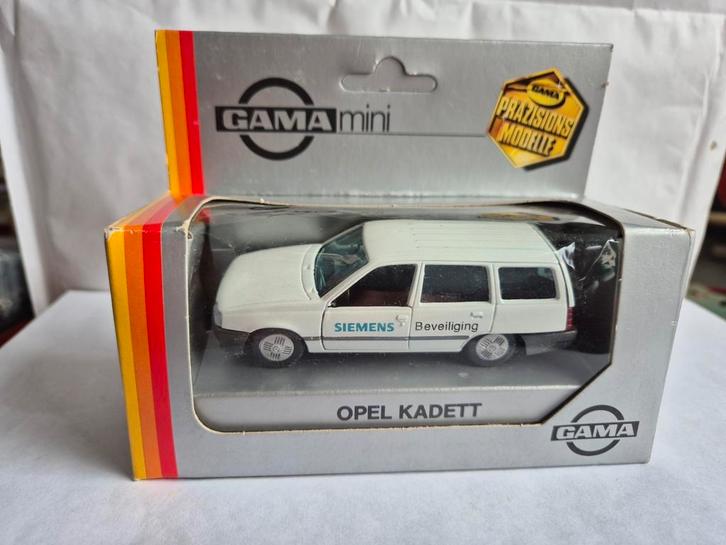 GAMA mini
GAMA
PRÄZISIONS
MODELLE
SIEMENS Beveiliging
OPEL KADETT
GAMA